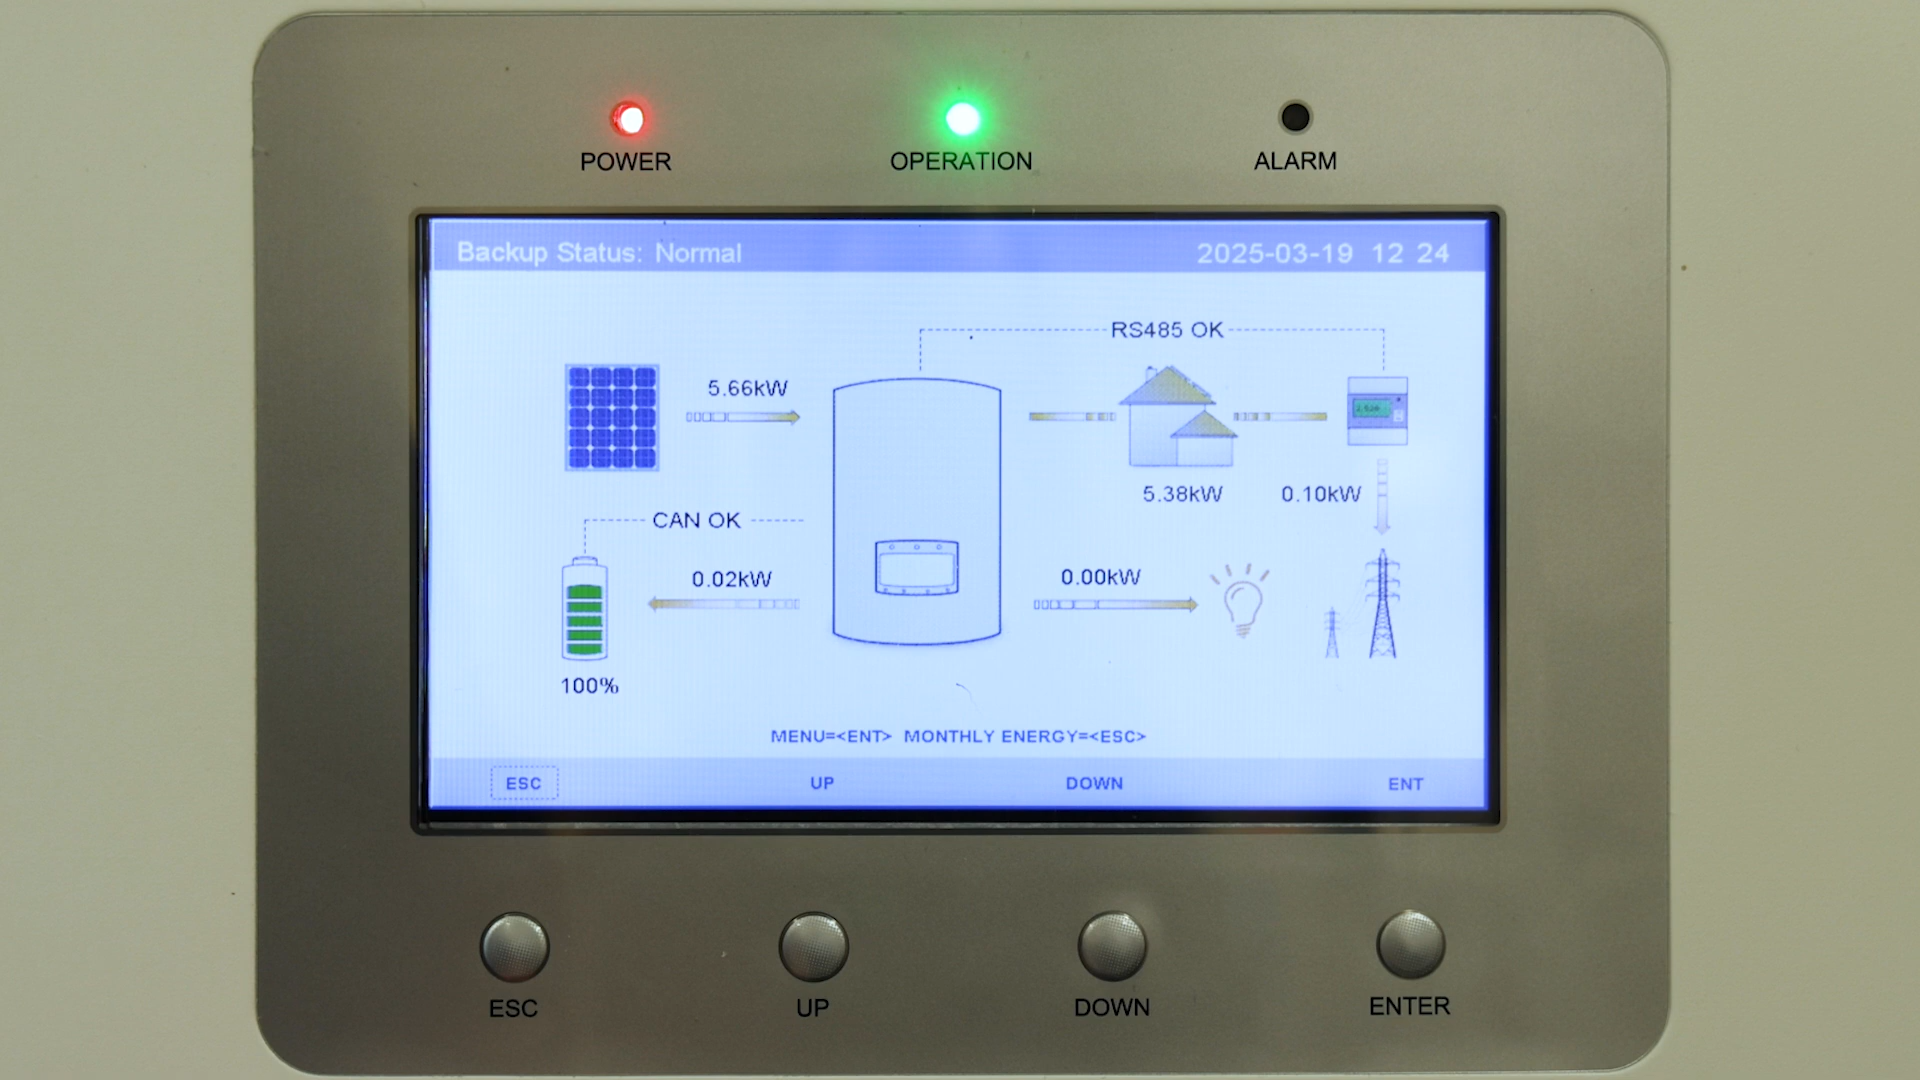 POWER
OPERATION
ALARM
Backup Status: Normal
2025-03-19 12 24
RS485 OK
5.66kW
5.38kW
0.10kW
CAN OK
0.02kW
0.00kW
100%
MENU=<ENT> MONTHLY ENERGY=<ESC>
ESC
UP
DOWN
ENT
ESC
UP
DOWN
ENTER